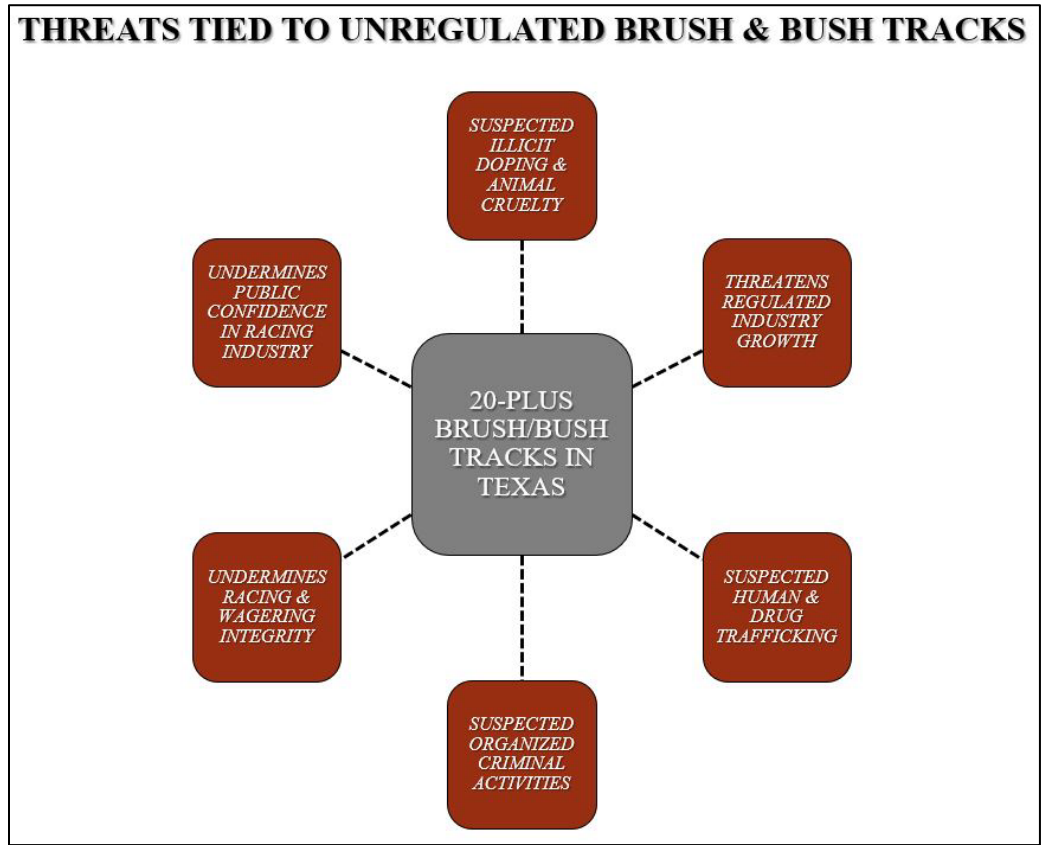 THREATS TIED TO UNREGULATED BRUSH & BUSH TRACKS
SUSPECTED
ILLICIT
DOPING &
ANIMAL
CRUELTY
UNDERMINES
PUBLIC
CONFIDENCE
IN RACING
INDUSTRY
THREATENS
REGULATED
INDUSTRY
GROWTH
20-PLUS
BRUSH/BUSH
TRACKS IN
TEXAS
UNDERMINES
RACING &
WAGERING
INTEGRITY
SUSPECTED
HUMAN &
DRUG
TRAFFICKING
SUSPECTED
ORGANIZED
CRIMINAL
ACTIVITIES